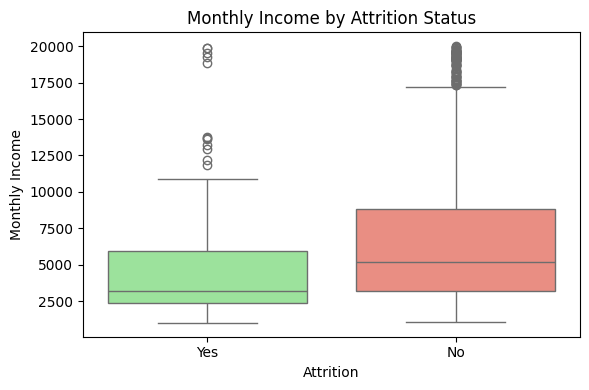 Monthly Income by Attrition Status
20000
17500
15000
12500
10000
7500
5000
2500
Monthly Income
Yes
No
Attrition